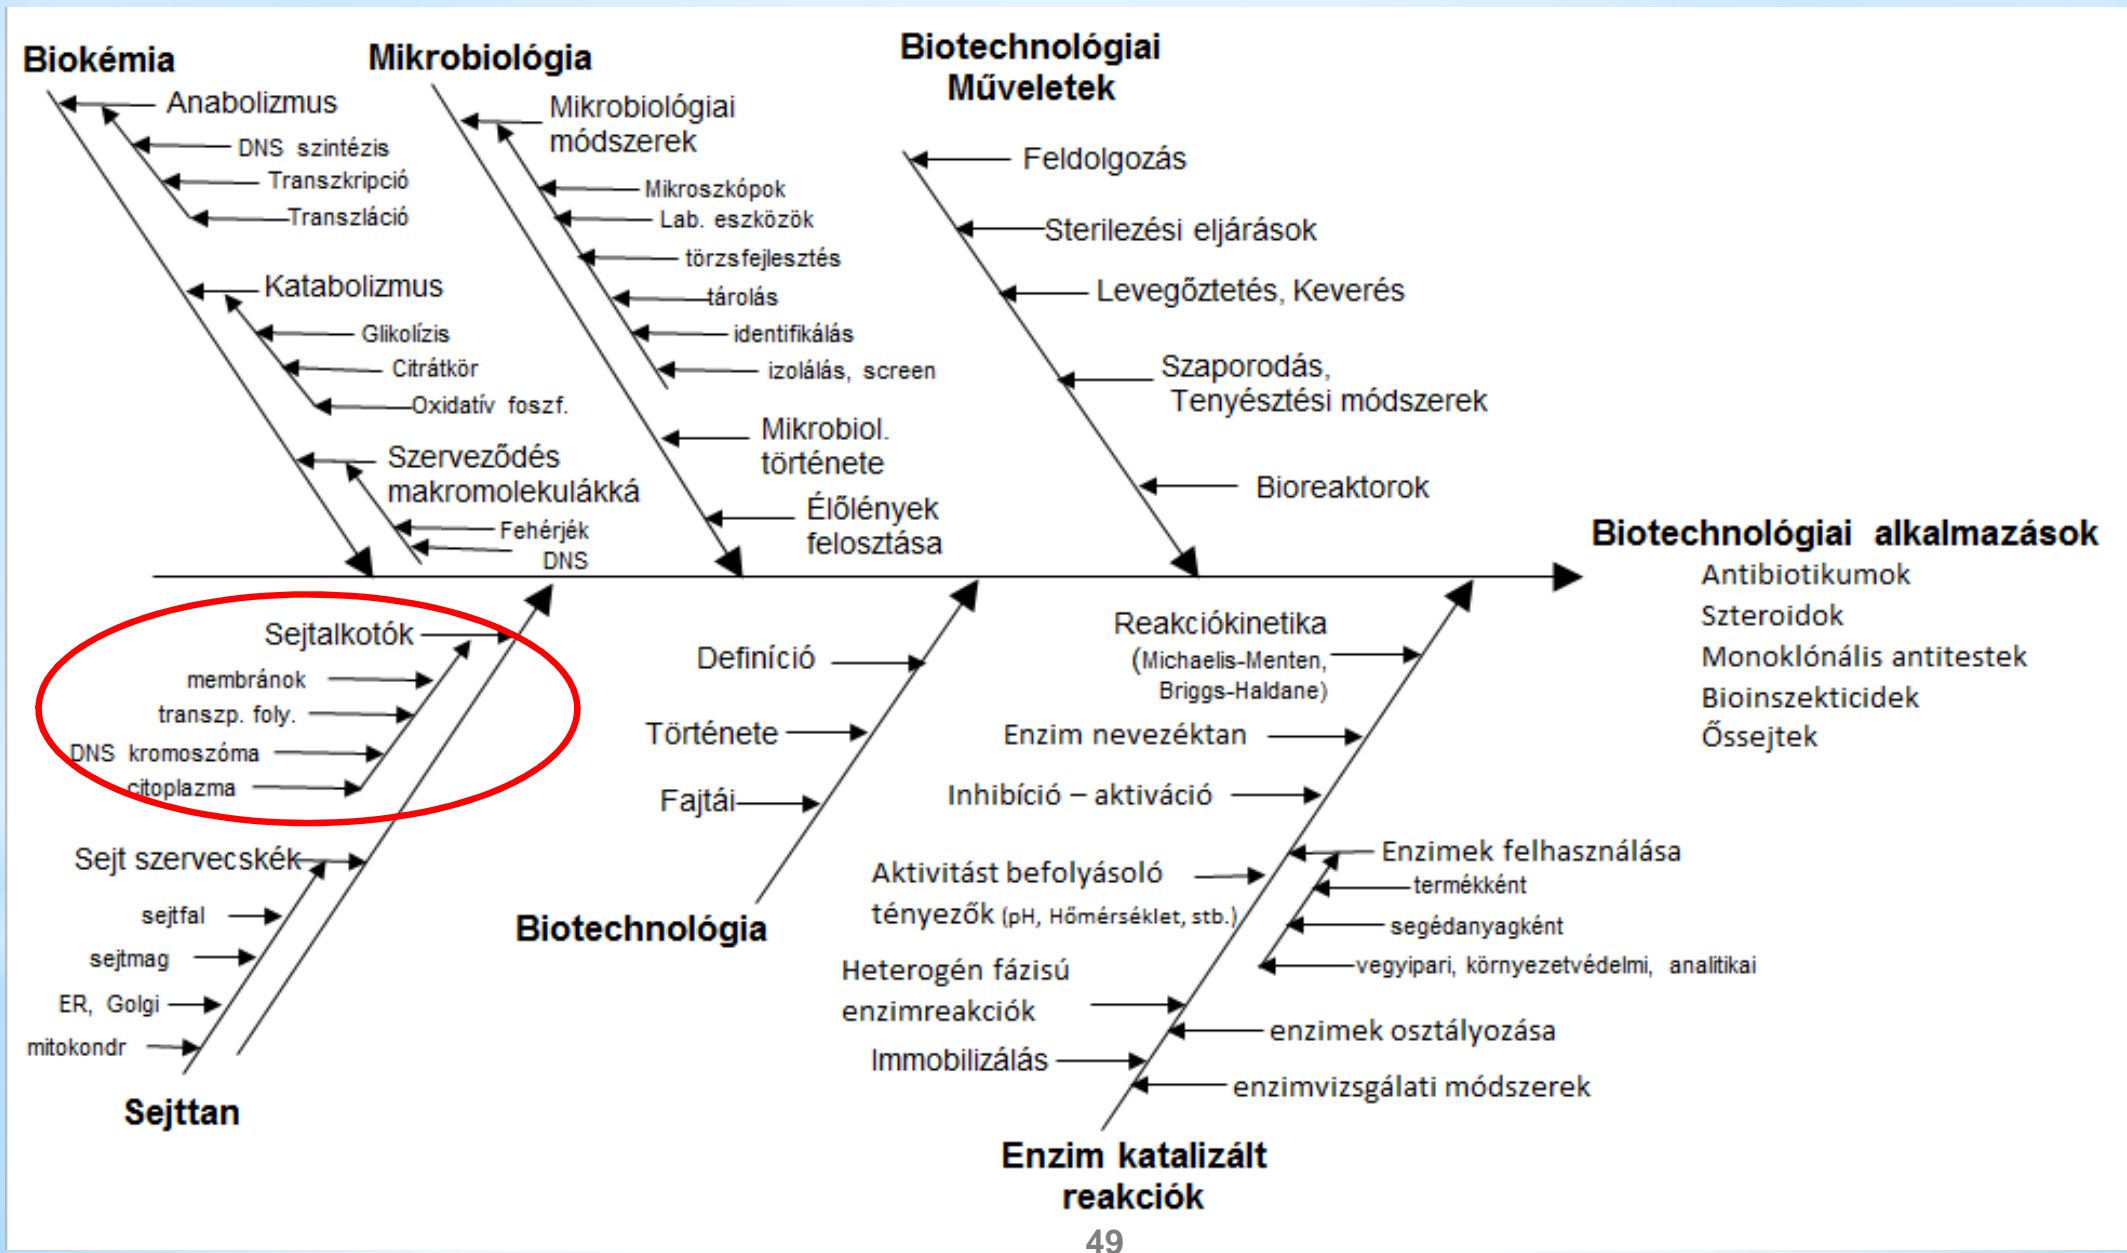 Biokémia
Anabolizmus
DNS szintézis
Transzkripció
Transzláció
Katabolizmus
Glikolízis
Citrátkör
Oxidatív foszf.
Szerveződés
makromolekulákká
Fehérjék
DNS
Mikrobiológia
Mikrobiológiai
módszerek
Mikroszkópok
Lab. eszközök
törzsfejlesztés
tárolás
identifikálás
izolálás, screen
Mikrobiol.
története
Élőlények
felosztása
Biotechnológiai
Műveletek
Feldolgozás
Sterilezési eljárások
Levegőztetés, Keverés
Szaporodás,
Tenyésztési módszerek
Bioreaktorok
Biotechnológiai alkalmazások
Antibiotikumok
Szteroidok
Monoklónális antitestek
Bioinszekticidek
Őssejtek
Sejtalkotók
membránok
transzp. foly.
DNS kromoszóma
citoplazma
Sejt szervecskék
sejtfal
sejtmag
ER, Golgi
mitokondr
Sejttan
Definíció
Története
Fajtái
Biotechnológia
Reakciókinetika
(Michaelis-Menten,
Briggs-Haldane)
Enzim nevezéktan
Inhibíció – aktiváció
Aktivitást befolyásoló
tényezők (pH, Hőmérséklet, stb.)
Heterogén fázisú
enzimreakciók
Immobilizálás
Enzimek felhasználása
termékként
segédanyagként
vegyipari, környezetvédelmi, analitikai
enzimek osztályozása
enzimvizsgálati módszerek
Enzim katalizált
reakciók
49